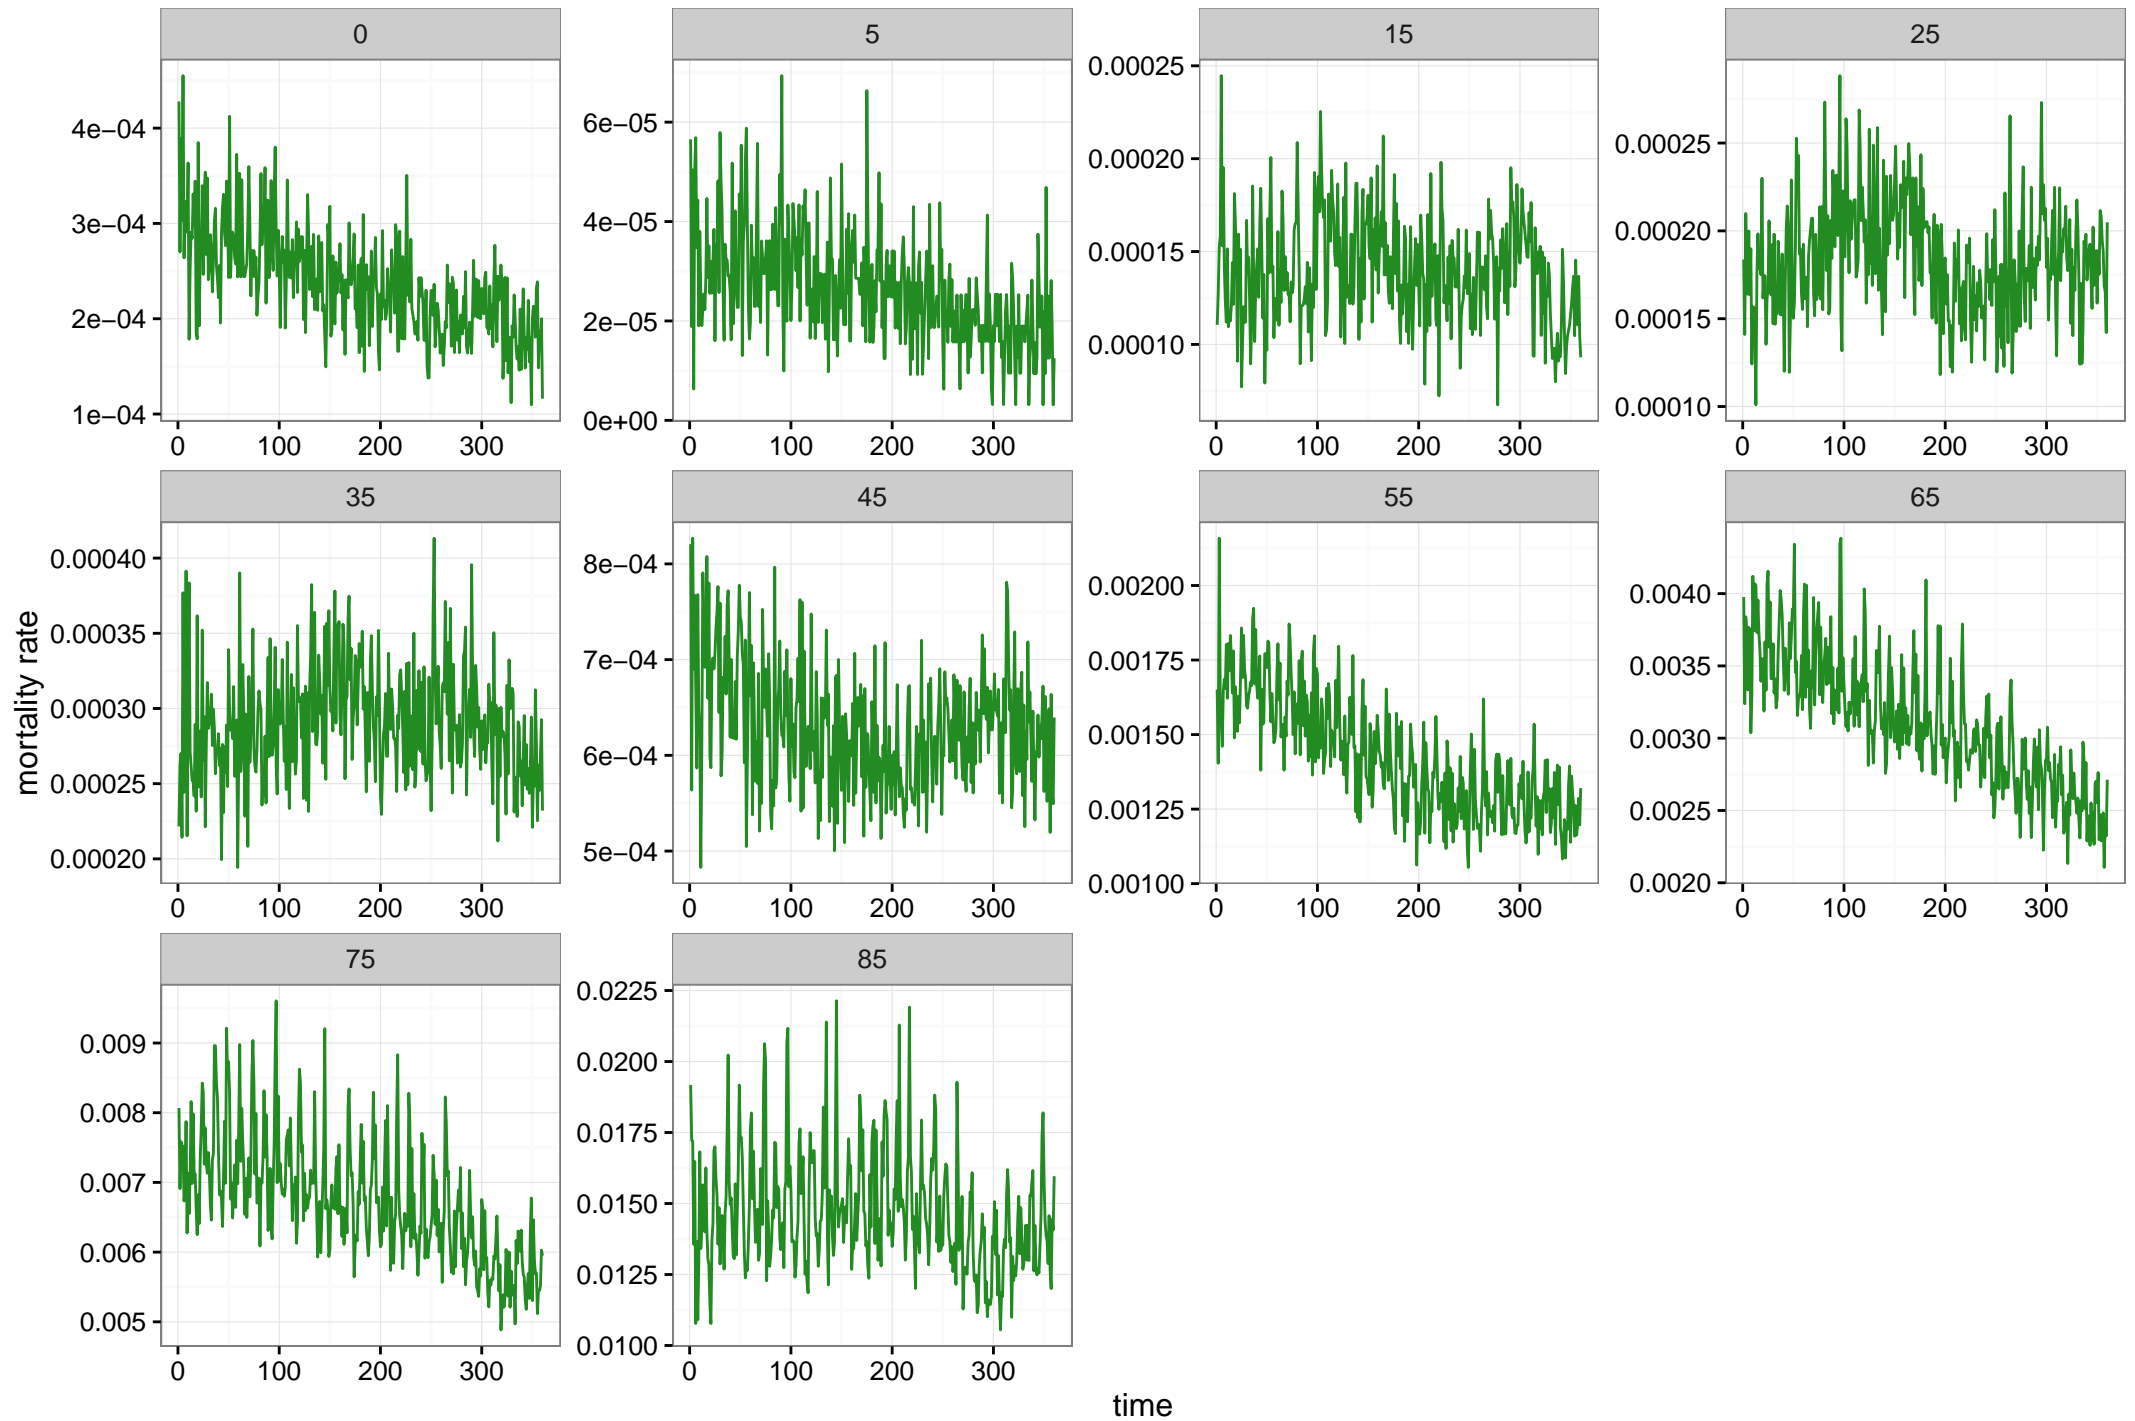 0 5 15 25
4e−04
3e−04
2e−04
1e−04
0 100 200 300
6e−05
4e−05
2e−05
0e+00
0 100 200 300
0.00025
0.00020
0.00015
0.00010
0 100 200 300
0.00025
0.00020
0.00015
0.00010
0 100 200 300
35 45 55 65
mortality rate
0.00040
0.00035
0.00030
0.00025
0.00020
0 100 200 300
8e−04
7e−04
6e−04
5e−04
0 100 200 300
0.00200
0.00175
0.00150
0.00125
0.00100
0 100 200 300
0.0040
0.0035
0.0030
0.0025
0.0020
0 100 200 300
75 85
0.009
0.008
0.007
0.006
0.005
0 100 200 300
0.0225
0.0200
0.0175
0.0150
0.0125
0.0100
0 100 200 300
time